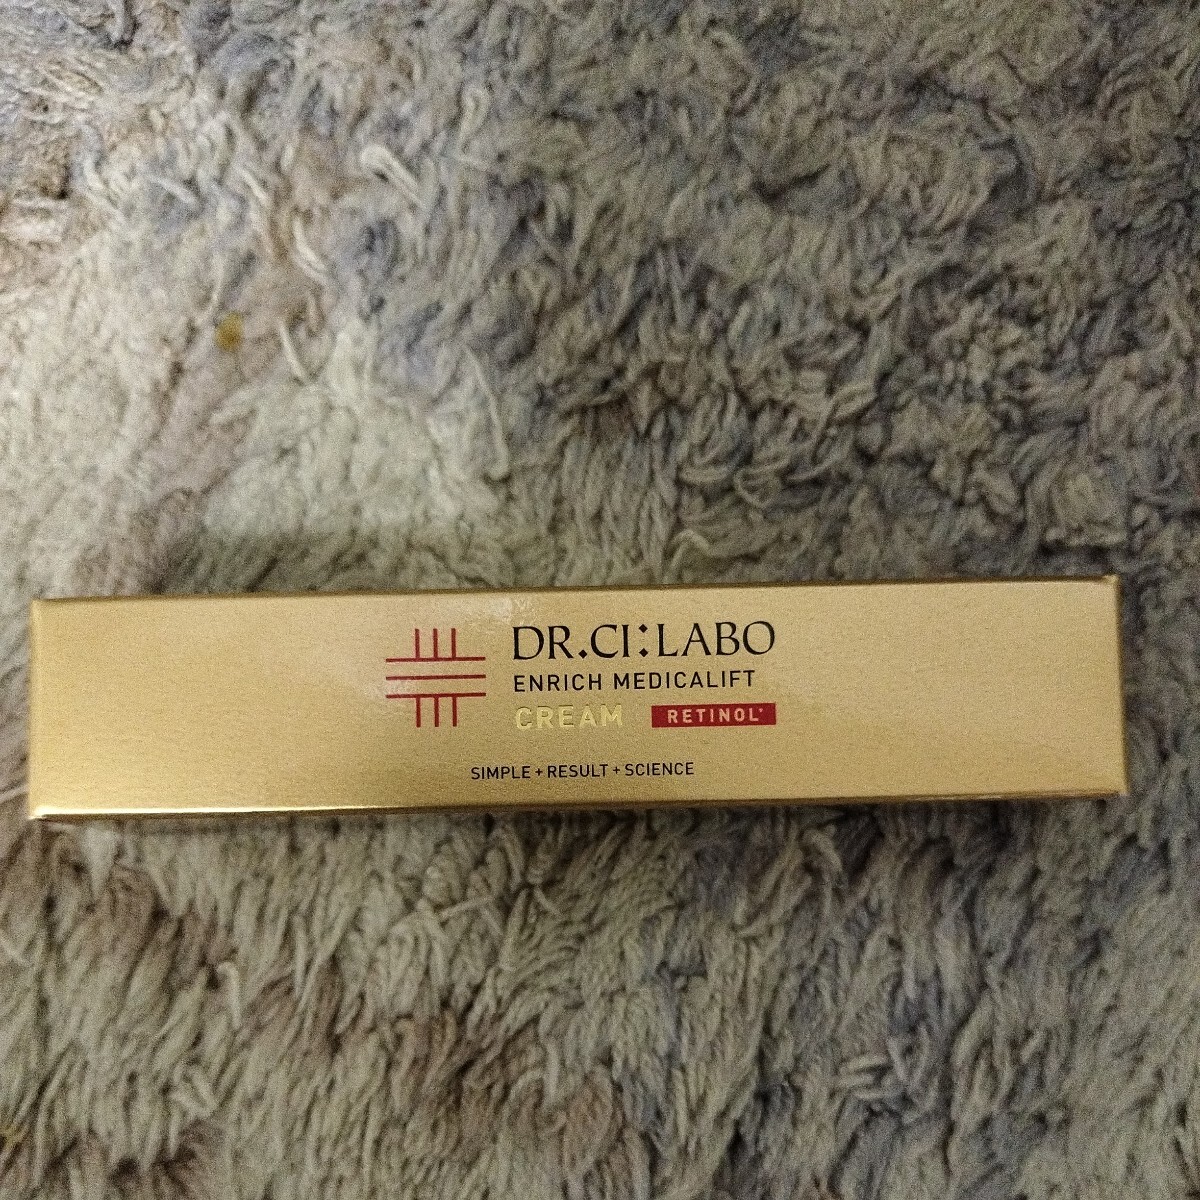 DR.CI:LABO
ENRICH MEDICALIFT
CREAM RETINOL*
SIMPLE + RESULT + SCIENCE